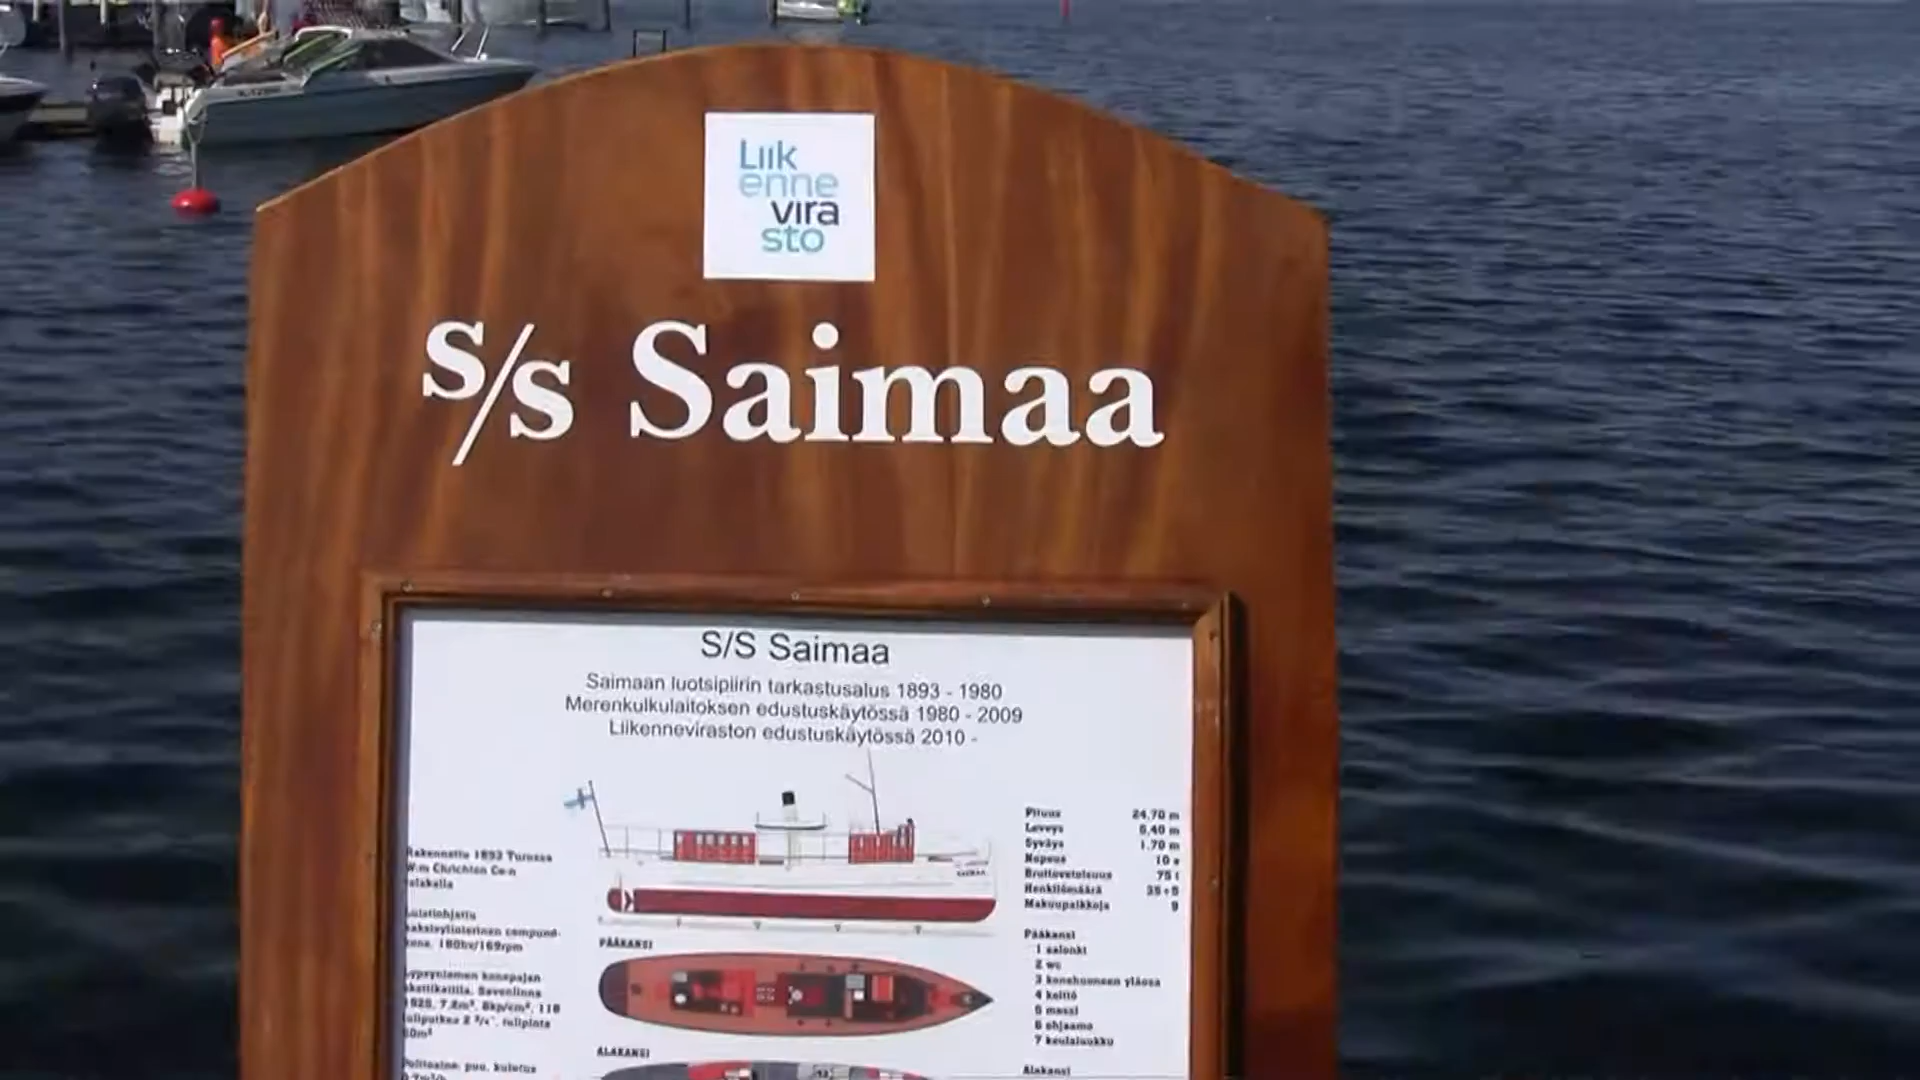 Liik
enne
vira
sto
s/s Saimaa
S/S Saimaa
Saimaan luotsipiirin tarkastusalus 1893 - 1980
Merenkulkulaitoksen edustuskäytössä 1980 - 2009
Liikenneviraston edustuskäytössä 2010 -
Rakennettu 1893 Turussa
W:m Chrichton Co:n
Pituus 24,70 m
Leveys 5,40 m
Syväys 1,70 m
Nopeus 10 s
Bruttovetoisuus 75 t
Henkilömäärä 35+5
Makuupaikkoja 9
PÄÄKANSI
Pääkansi
1 salonki
2 wc
3 konehuoneen yläosa
4 keittiö
5 messi
6 ohjaamo
7 keulaluukku
ALAKANSI
Alakansi